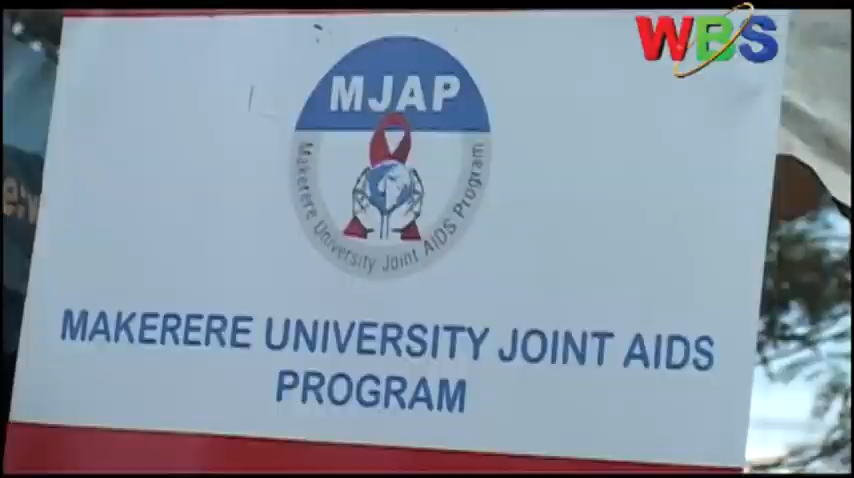 WBS
MJAP
Makerere University Joint AIDS Program
MAKERERE UNIVERSITY JOINT AIDS
PROGRAM